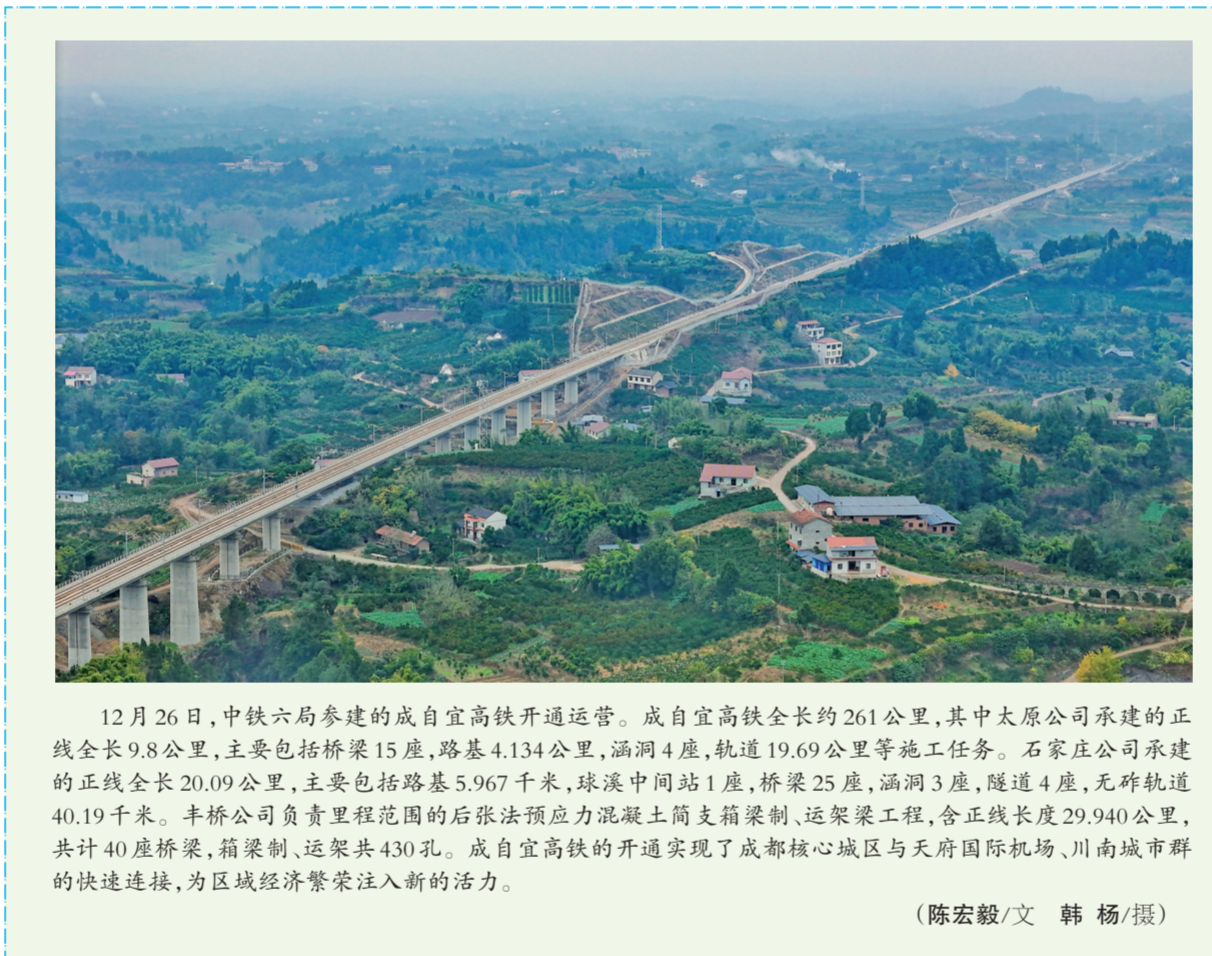 12月26日,中铁六局参建的成自宜高铁开通运营。成自宜高铁全长约261公里,其中太原公司承建的正
线全长9.8公里,主要包括桥梁15座,路基4.134公里,涵洞4座,轨道19.69公里等施工任务。石家庄公司承建
的正线全长20.09公里,主要包括路基5.967千米,球溪中间站1座,桥梁25座,涵洞3座,隧道4座,无砟轨道
40.19千米。丰桥公司负责里程范围的后张法预应力混凝土简支箱梁制、运架梁工程,含正线长度29.940公里,
共计40座桥梁,箱梁制、运架共430孔。成自宜高铁的开通实现了成都核心城区与天府国际机场、川南城市群
的快速连接,为区域经济繁荣注入新的活力。
（陈宏毅/文　韩 杨/摄）